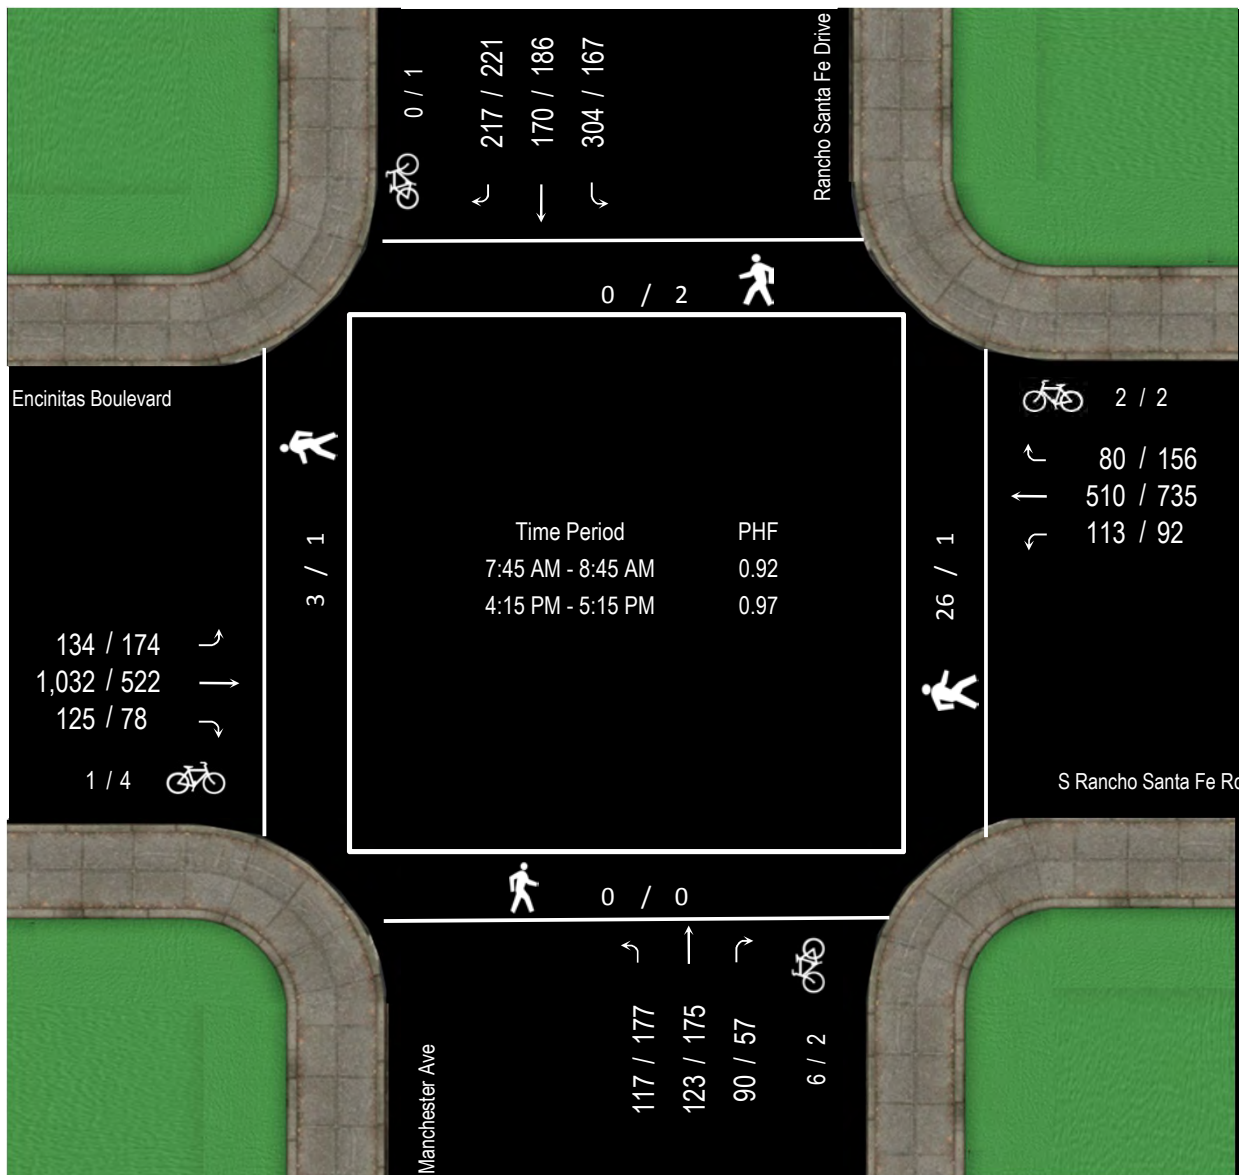 0 / 1
217 / 221
170 / 186
304 / 167
Rancho Santa Fe Drive
0 / 2
Encinitas Boulevard
2 / 2
80 / 156
510 / 735
113 / 92
3 / 1
Time Period PHF
7:45 AM - 8:45 AM 0.92
4:15 PM - 5:15 PM 0.97
26 / 1
134 / 174
1,032 / 522
125 / 78
1 / 4
S Rancho Santa Fe Ro
0 / 0
117 / 177
123 / 175
90 / 57
6 / 2
Manchester Ave